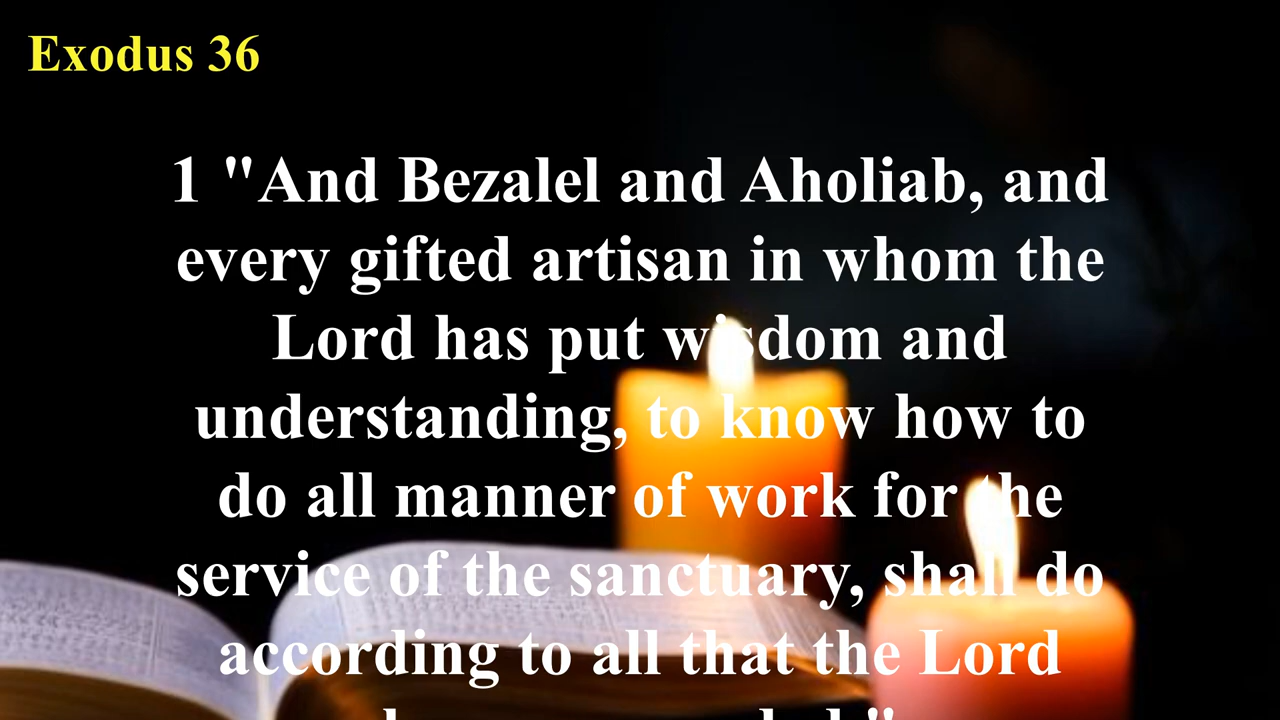 Exodus 36
1 "And Bezalel and Aholiab, and
every gifted artisan in whom the
Lord has put wisdom and
understanding, to know how to
do all manner of work for the
service of the sanctuary, shall do
according to all that the Lord